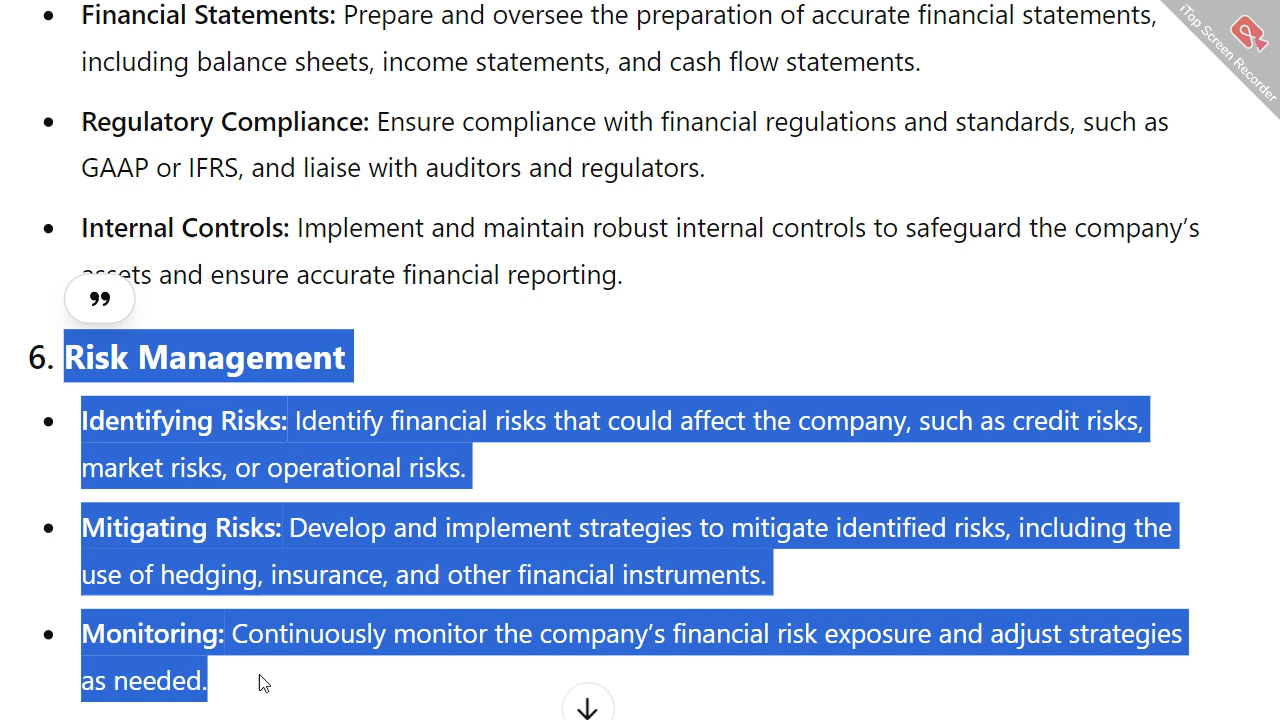 Financial Statements: Prepare and oversee the preparation of accurate financial statements,
including balance sheets, income statements, and cash flow statements.
Regulatory Compliance: Ensure compliance with financial regulations and standards, such as
GAAP or IFRS, and liaise with auditors and regulators.
Internal Controls: Implement and maintain robust internal controls to safeguard the company’s
assets and ensure accurate financial reporting.
6. Risk Management
Identifying Risks: Identify financial risks that could affect the company, such as credit risks,
market risks, or operational risks.
Mitigating Risks: Develop and implement strategies to mitigate identified risks, including the
use of hedging, insurance, and other financial instruments.
Monitoring: Continuously monitor the company’s financial risk exposure and adjust strategies
as needed.
iTop Screen Recorder